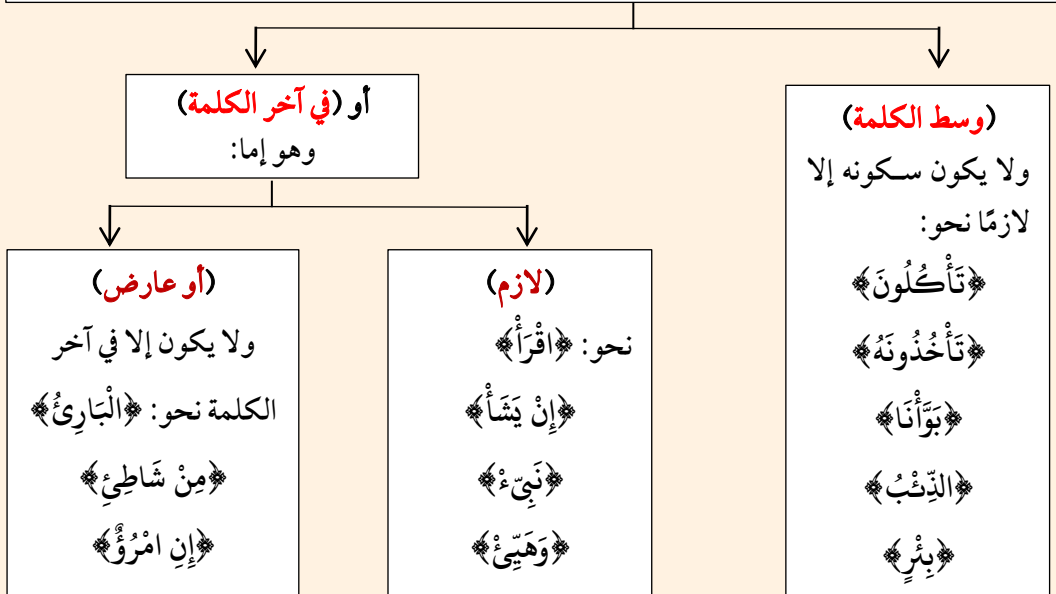 (وسط الكلمة)
ولا يكون سكونه إلا
لازمًا نحو:
﴿تَأْكُلُونَ﴾
﴿تَأْخُذُونَهُ﴾
﴿بَوَّأْنَا﴾
﴿الذِّئْبُ﴾
﴿بِئْرٍ﴾
أو (في آخر الكلمة)
وهو إما:
(لازم)
نحو: ﴿اقْرَأْ﴾
﴿إِنْ يَشَأْ﴾
﴿نَبِّىءْ﴾
﴿وَهَيِّئْ﴾
(أو عارض)
ولا يكون إلا في آخر
الكلمة نحو: ﴿الْبَارِئُ﴾
﴿مِنْ شَاطِئِ﴾
﴿إِنِ امْرُؤٌ﴾